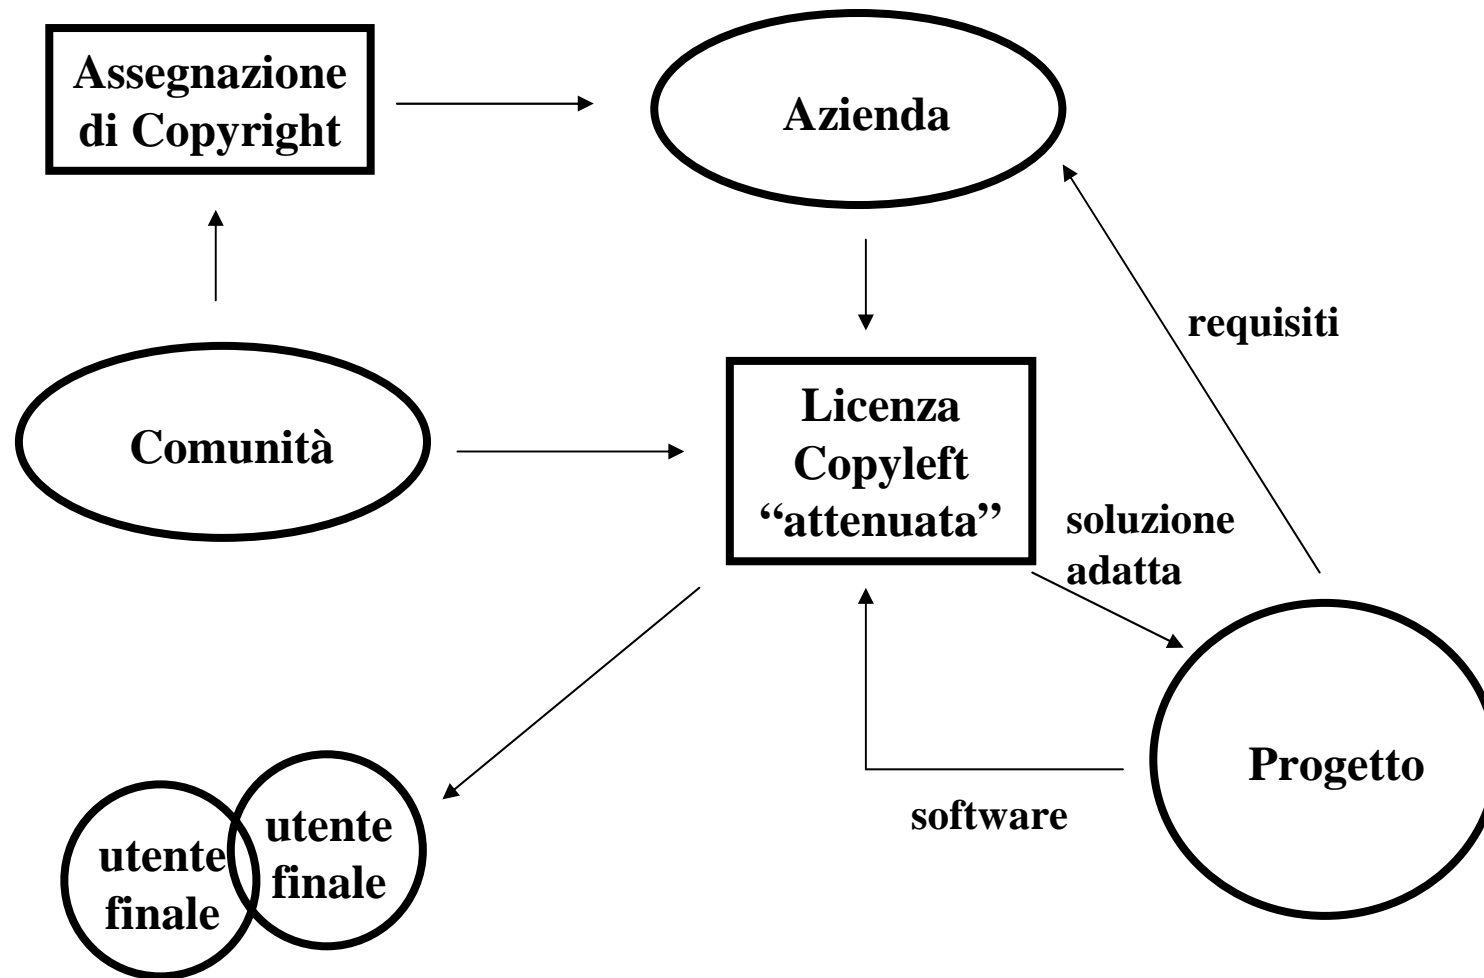 Assegnazione
di Copyright
Azienda
requisiti
Comunità
Licenza
Copyleft
“attenuata”
soluzione
adatta
Progetto
software
utente
finale
utente
finale